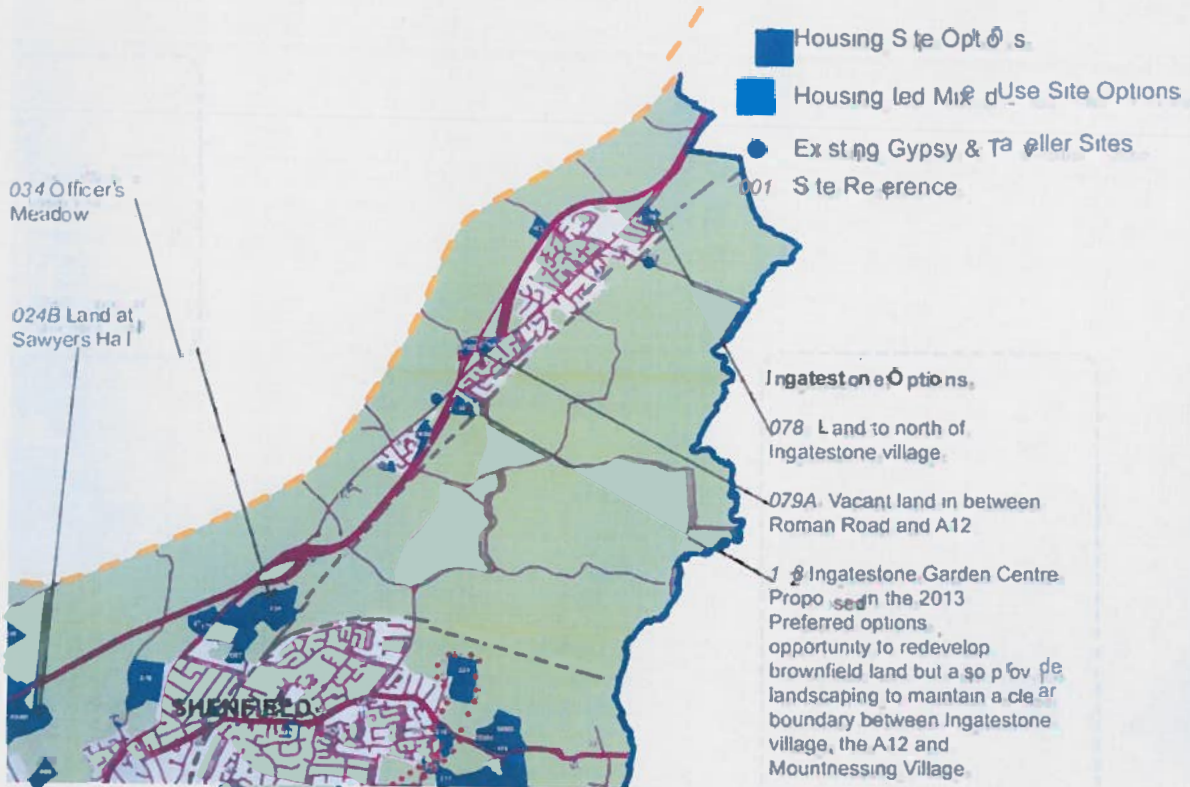 Housing Site Options
Housing led Mixed Use Site Options
Existing Gypsy & Traveller Sites
001 Site Reference
034 Officer's
Meadow
024B Land at
Sawyers Hall
Ingatestone Options.
078 Land to north of
Ingatestone village
079A Vacant land in between
Roman Road and A12
128 Ingatestone Garden Centre
Proposed in the 2013
Preferred options
opportunity to redevelop
brownfield land but also provide
landscaping to maintain a clear
boundary between Ingatestone
village, the A12 and
Mountnessing Village
SHENFIELD